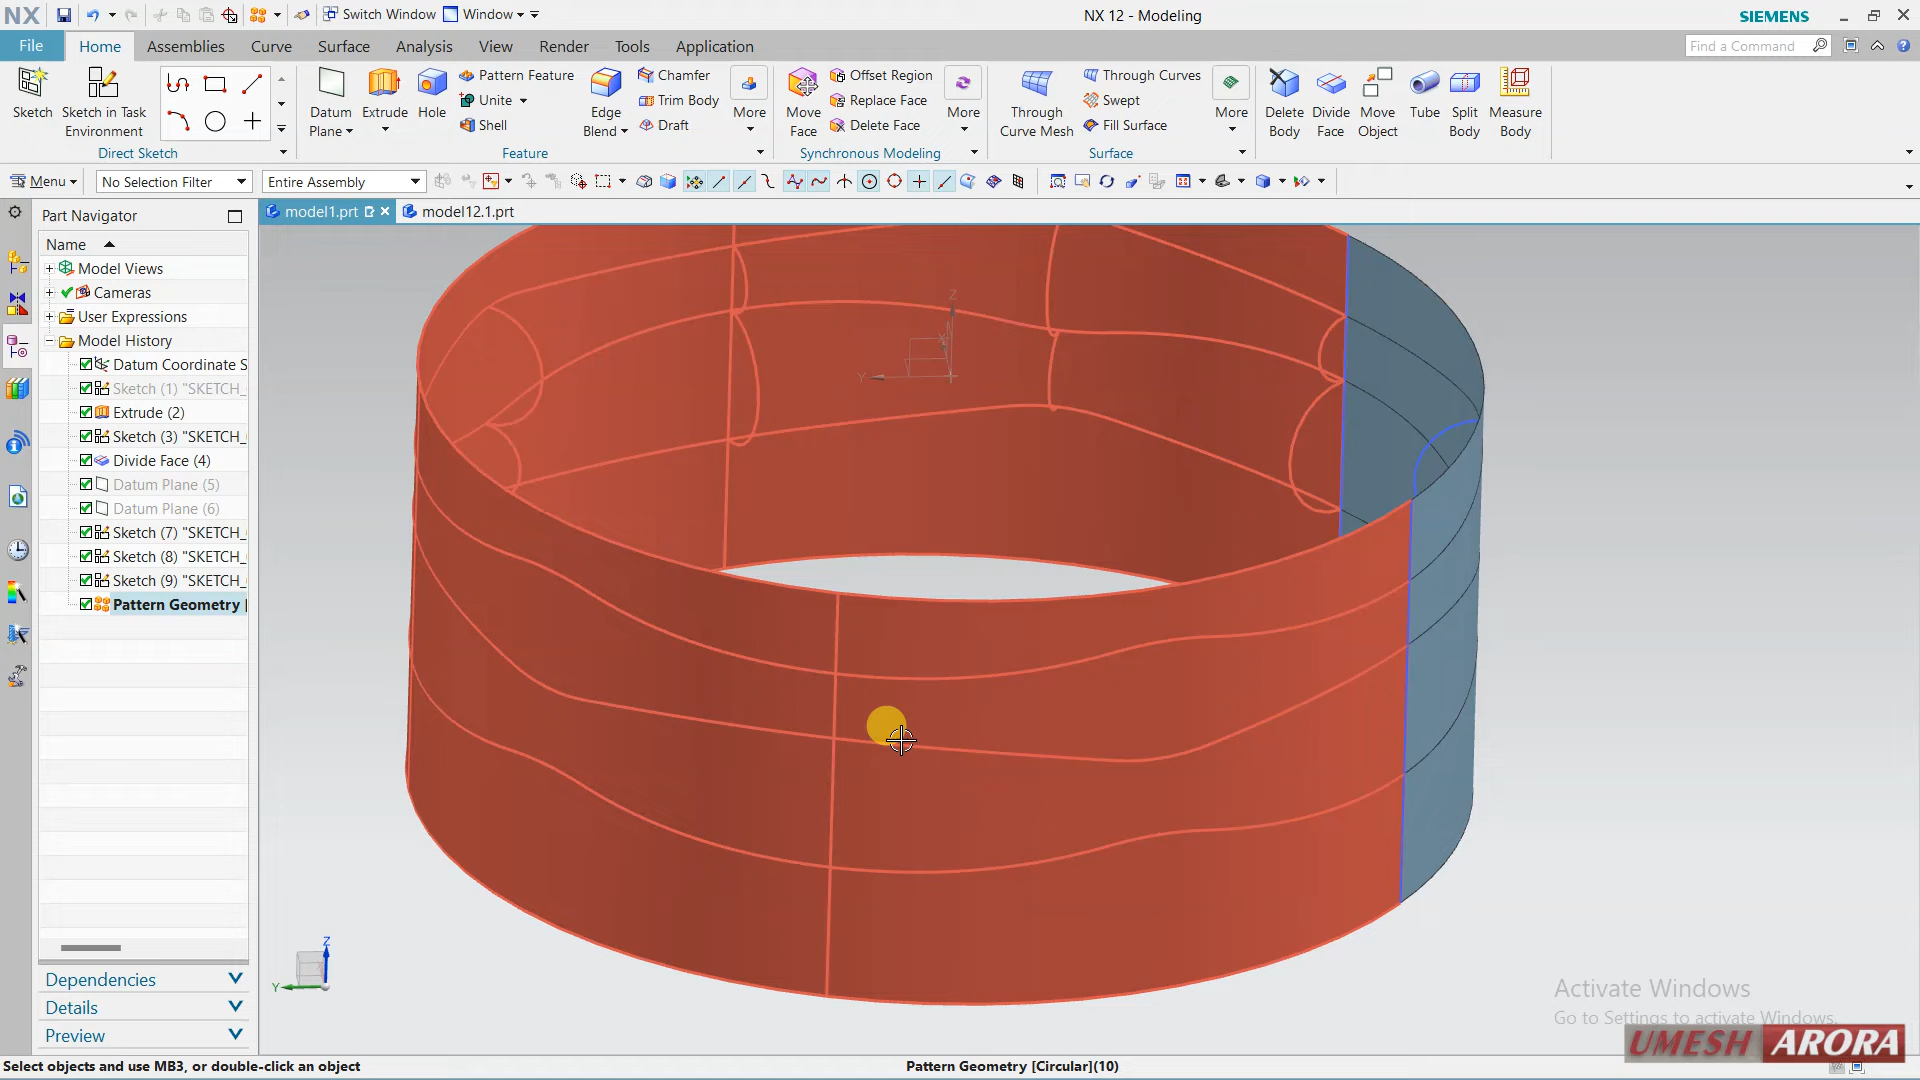 NX
Switch Window
Window
NX 12 - Modeling
SIEMENS
File
Home
Assemblies
Curve
Surface
Analysis
View
Render
Tools
Application
Find a Command
Sketch
Sketch in Task
Environment
Direct Sketch
Datum
Plane
Extrude
Hole
Pattern Feature
Unite
Shell
Edge
Blend
Chamfer
Trim Body
Draft
More
Feature
Move
Face
Offset Region
Replace Face
Delete Face
More
Synchronous Modeling
Through
Curve Mesh
Through Curves
Swept
Fill Surface
More
Surface
Delete
Body
Divide
Face
Move
Object
Tube
Split
Body
Measure
Body
Menu
No Selection Filter
Entire Assembly
Part Navigator
model1.prt
model12.1.prt
Name
Model Views
Cameras
User Expressions
Model History
Datum Coordinate S
Sketch (1) "SKETCH_
Extrude (2)
Sketch (3) "SKETCH_
Divide Face (4)
Datum Plane (5)
Datum Plane (6)
Sketch (7) "SKETCH_
Sketch (8) "SKETCH_
Sketch (9) "SKETCH_
Pattern Geometry [
Dependencies
Details
Preview
Z
X
Y
Z
Y
Activate Windows
Go to Settings to activate Windows.
UMESH ARORA
Select objects and use MB3, or double-click an object
Pattern Geometry [Circular](10)